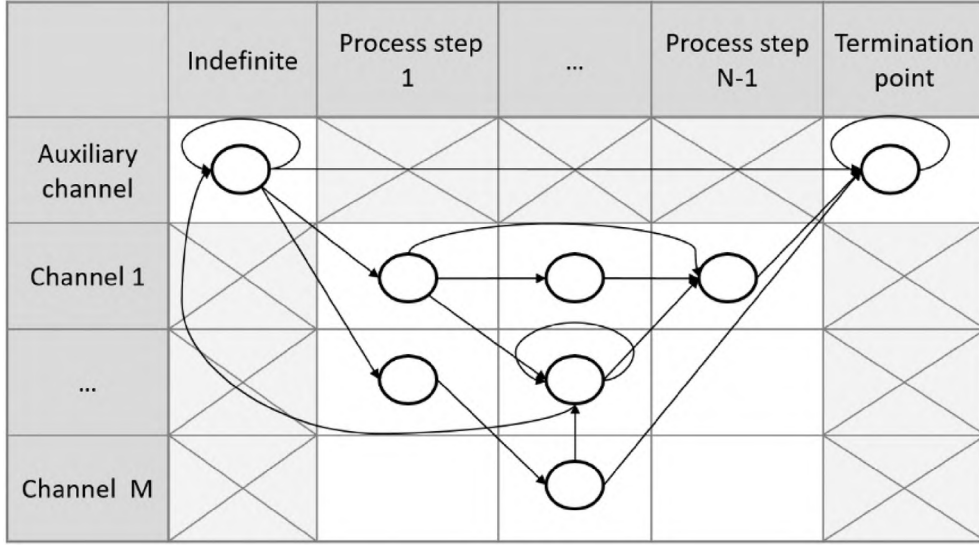 Indefinite
Process step
1
...
Process step
N-1
Termination
point
Auxiliary
channel
Channel 1
...
Channel M